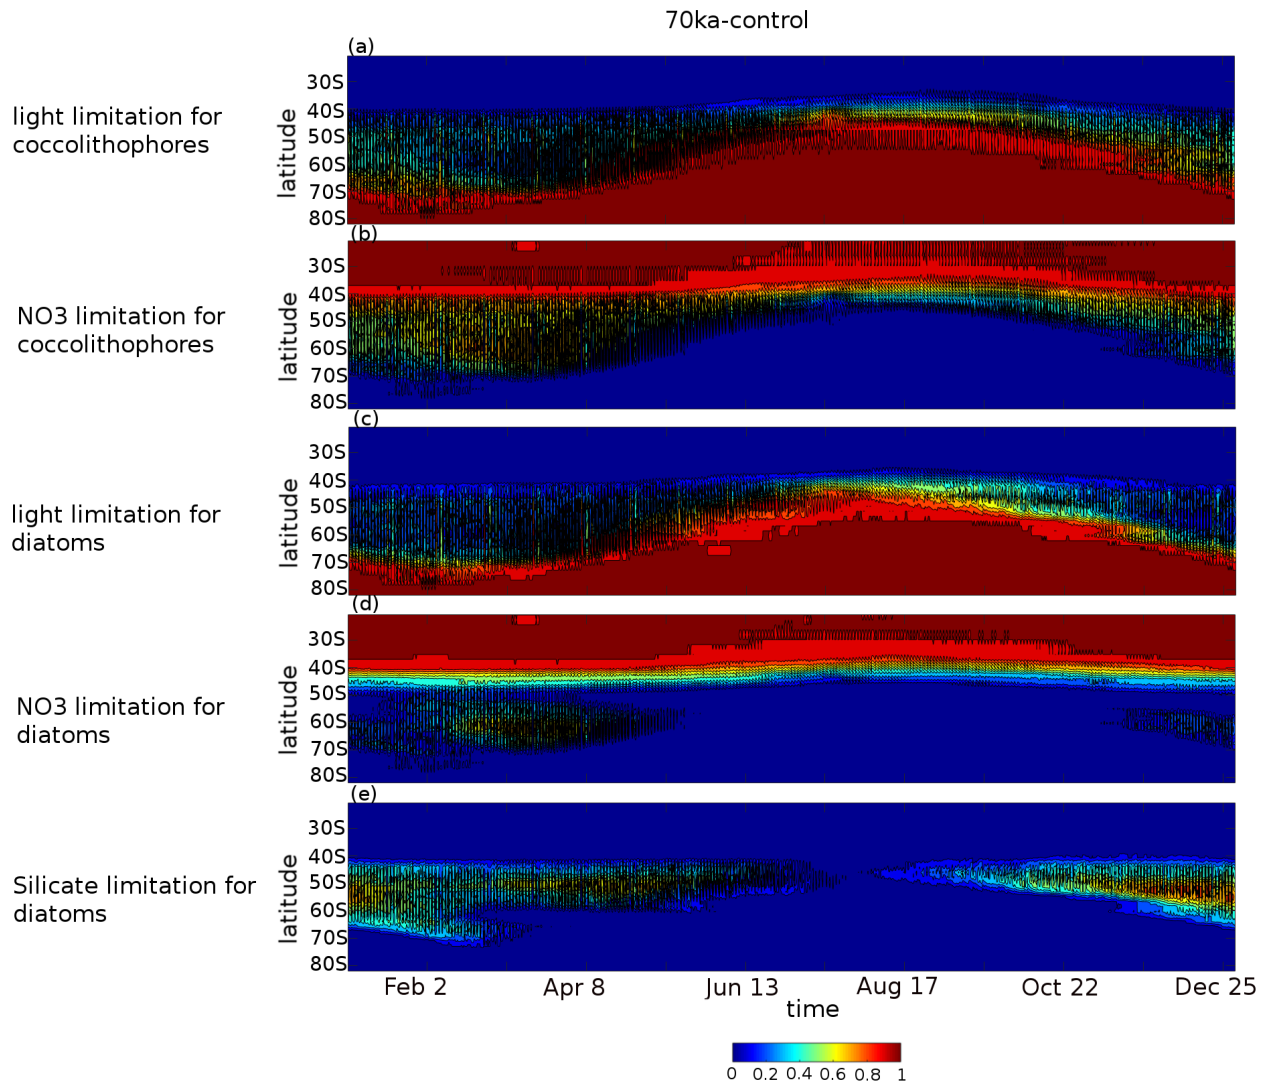 70ka-control
(a)
light limitation for
coccolithophores
latitude
30S
40S
50S
60S
70S
80S
(b)
NO3 limitation for
coccolithophores
latitude
30S
40S
50S
60S
70S
80S
(c)
light limitation for
diatoms
latitude
30S
40S
50S
60S
70S
80S
(d)
NO3 limitation for
diatoms
latitude
30S
40S
50S
60S
70S
80S
(e)
Silicate limitation for
diatoms
latitude
30S
40S
50S
60S
70S
80S
Feb 2 Apr 8 Jun 13 Aug 17 Oct 22 Dec 25
time
0 0.2 0.4 0.6 0.8 1